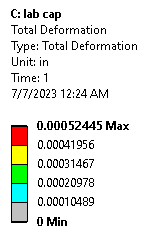 C: lab cap
Total Deformation
Type: Total Deformation
Unit: in
Time: 1
7/7/2023 12:24 AM
0.00052445 Max
0.00041956
0.00031467
0.00020978
0.00010489
0 Min